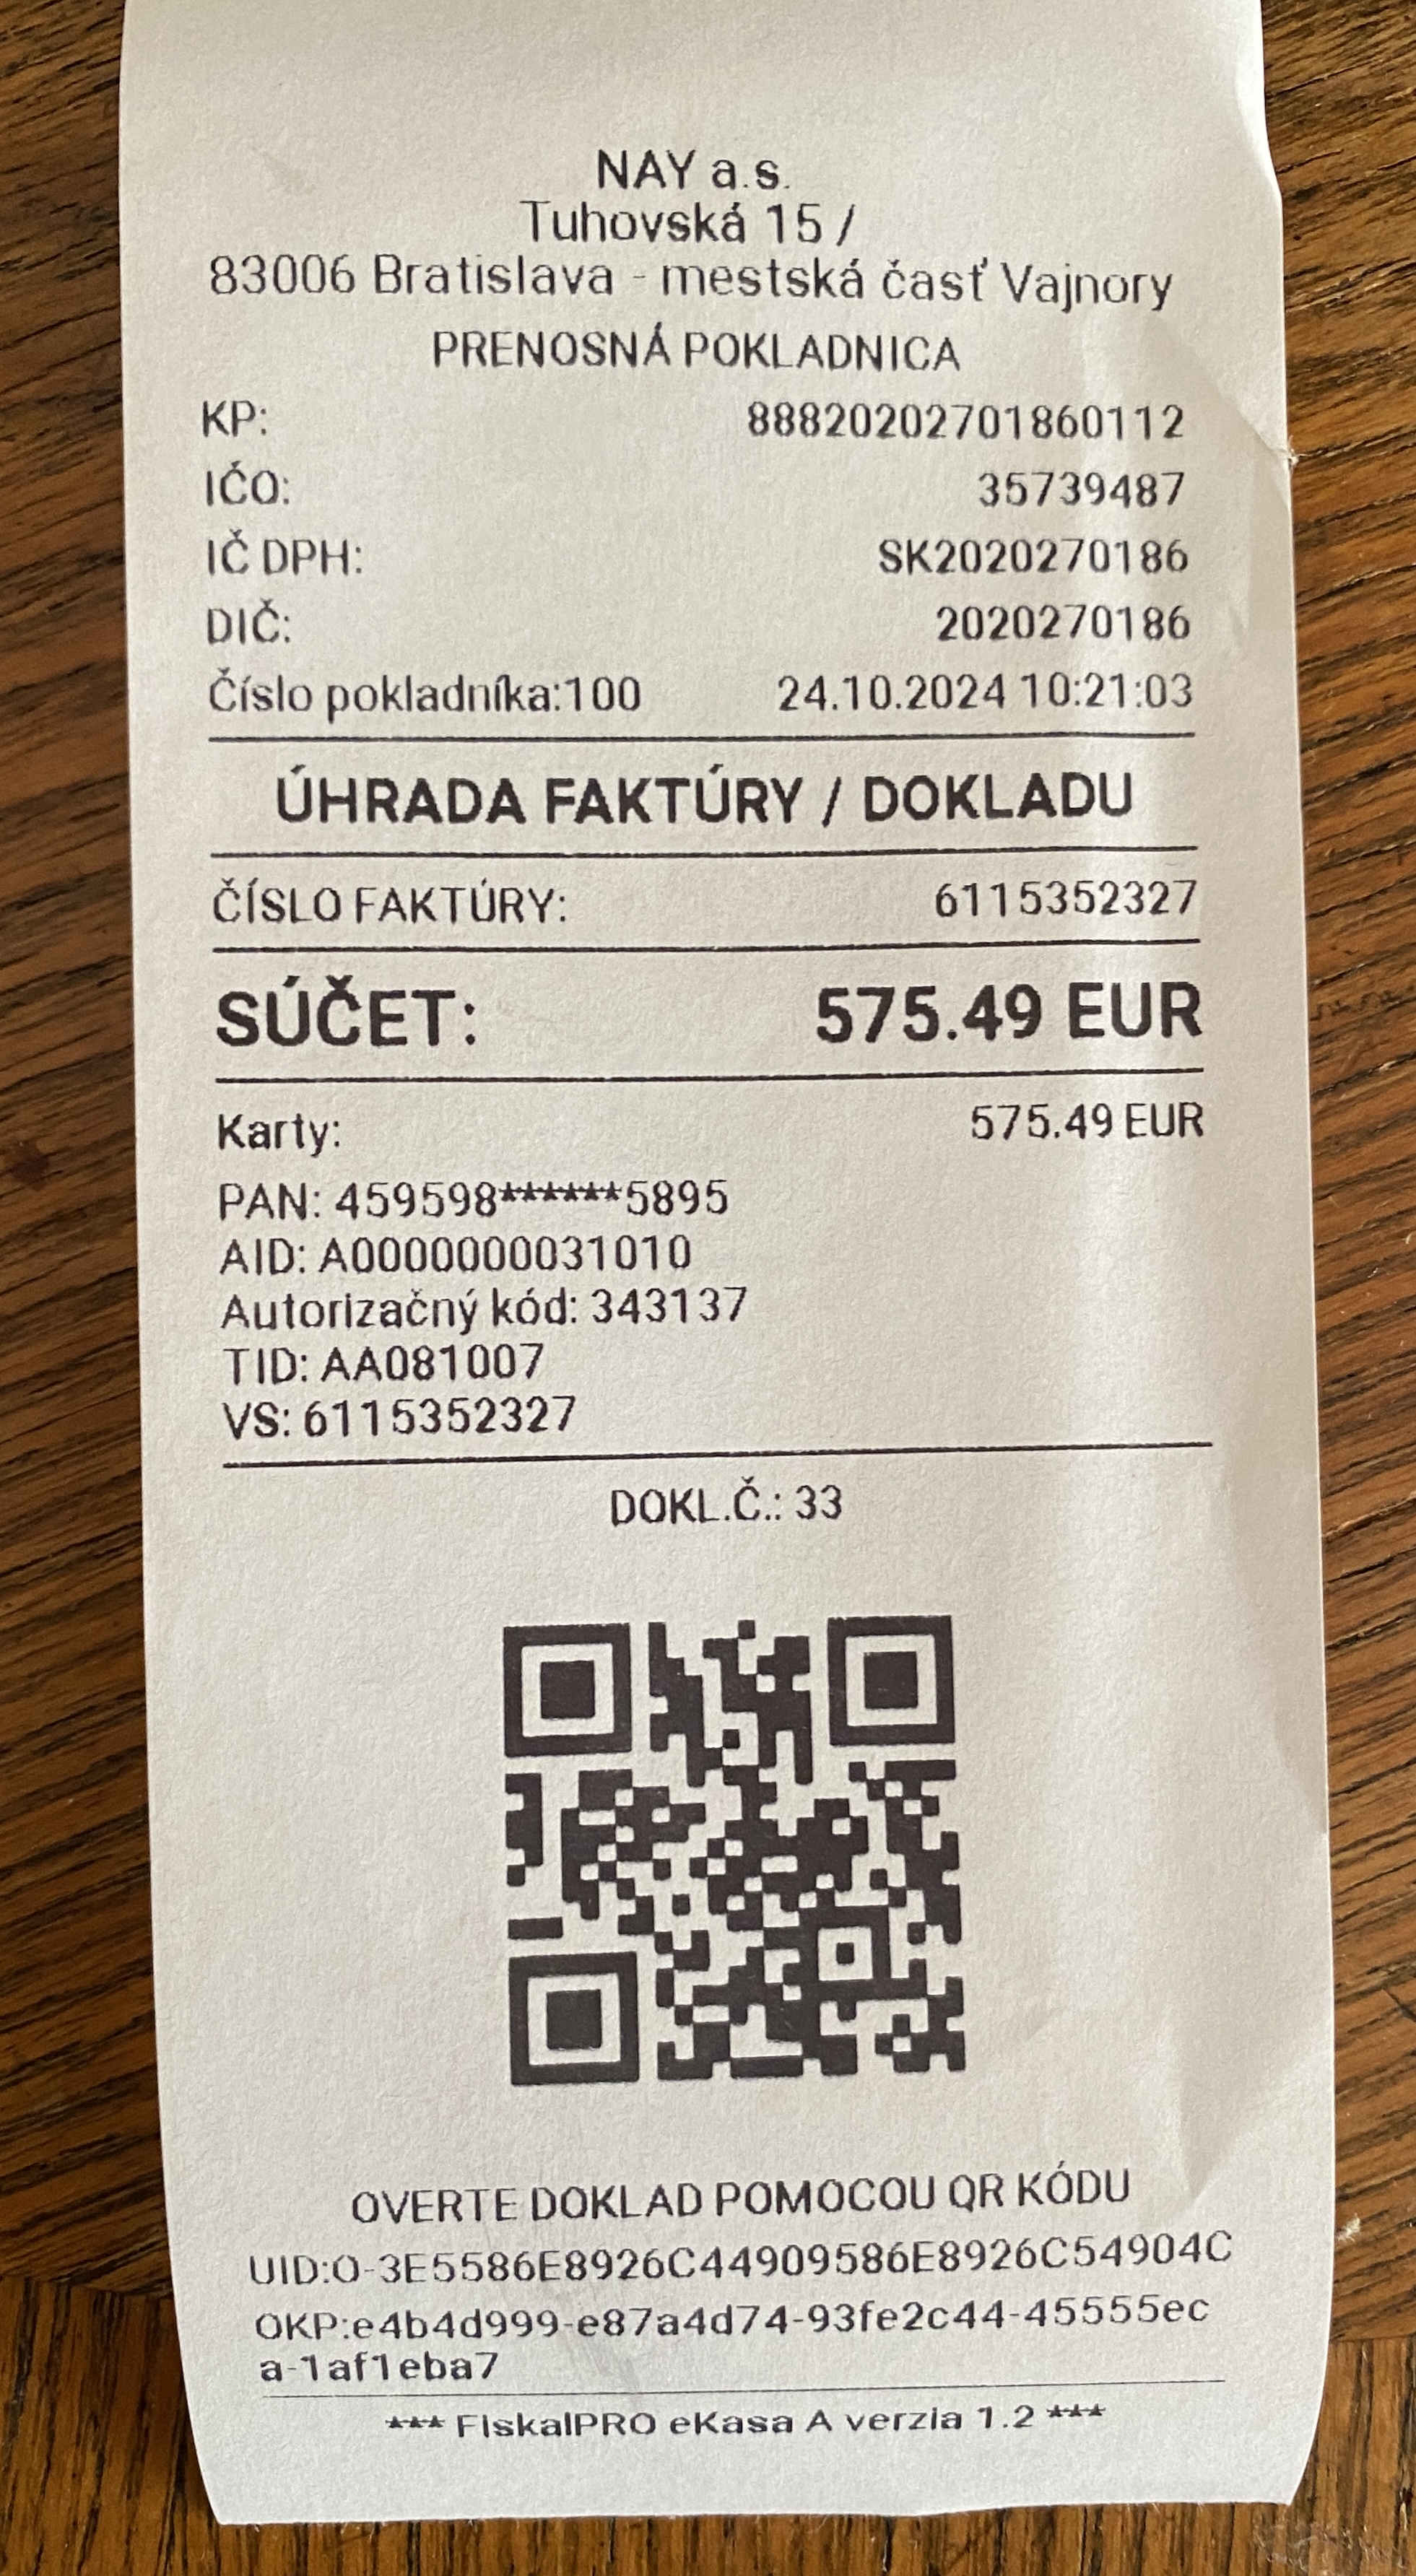 NAY a.s.
Tuhovská 15 /
83006 Bratislava - mestská časť Vajnory
PRENOSNÁ POKLADNICA
KP: 88820202701860112
IČO: 35739487
IČ DPH: SK2020270186
DIČ: 2020270186
Číslo pokladníka:100 24.10.2024 10:21:03
ÚHRADA FAKTÚRY / DOKLADU
ČÍSLO FAKTÚRY: 6115352327
SÚČET: 575.49 EUR
Karty: 575.49 EUR
PAN: 459598******5895
AID: A0000000031010
Autorizačný kód: 343137
TID: AA081007
VS: 6115352327
DOKL.Č.: 33
OVERTE DOKLAD POMOCOU QR KÓDU
UID:O-3E5586E8926C44909586E8926C54904C
OKP:e4b4d999-e87a4d74-93fe2c44-45555ec
a-1af1eba7
*** FiskalPRO eKasa A verzia 1.2 ***